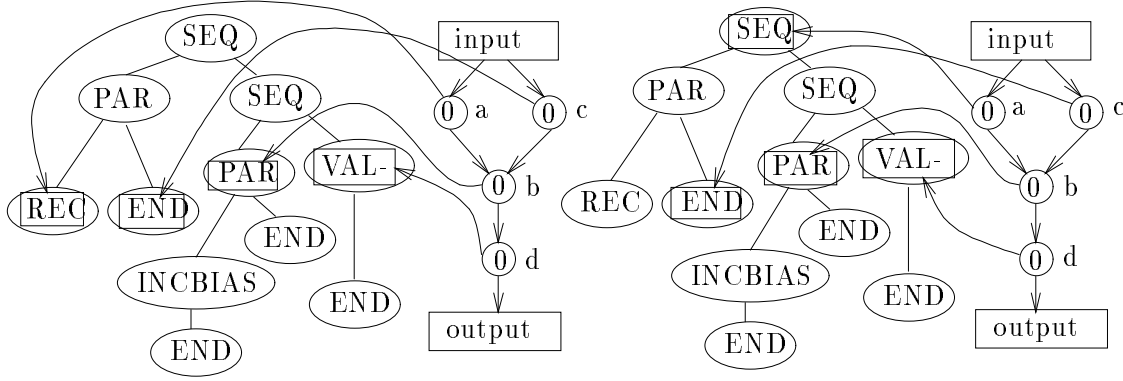 SEQ
input
PAR
SEQ
0 a
0 c
PAR
VAL-
REC
END
0 b
END
0 d
INCBIAS
END
output
END
SEQ
input
PAR
SEQ
0 a
0 c
PAR
VAL-
REC
END
0 b
END
0 d
INCBIAS
END
output
END